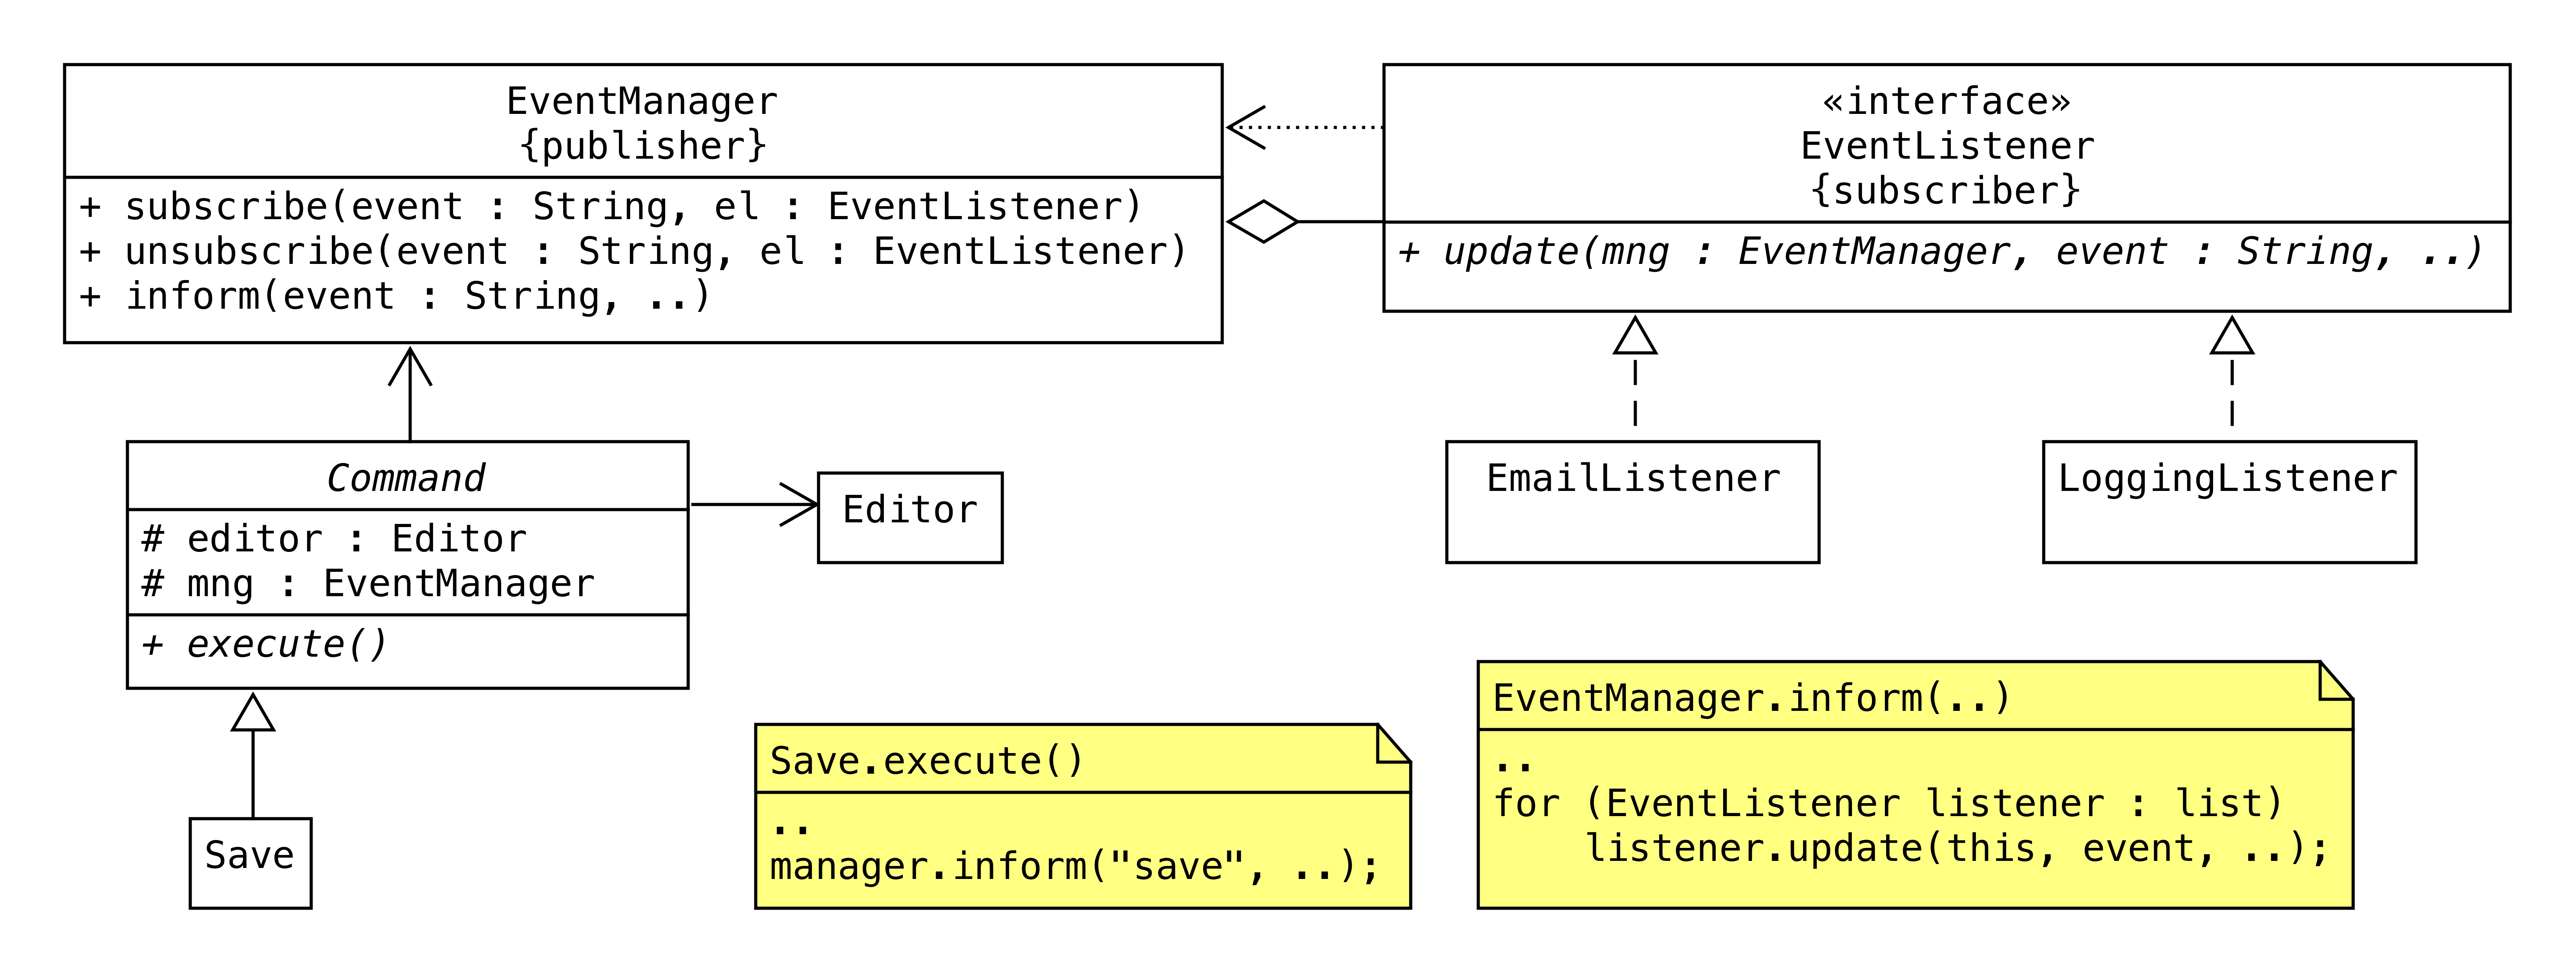 EventManager
{publisher}
+ subscribe(event : String, el : EventListener)
+ unsubscribe(event : String, el : EventListener)
+ inform(event : String, ..)
«interface»
EventListener
{subscriber}
+ update(mng : EventManager, event : String, ..)
Command
# editor : Editor
# mng : EventManager
+ execute()
Editor
EmailListener
LoggingListener
Save
Save.execute()
..
manager.inform("save", ..);
EventManager.inform(..)
..
for (EventListener listener : list)
    listener.update(this, event, ..);